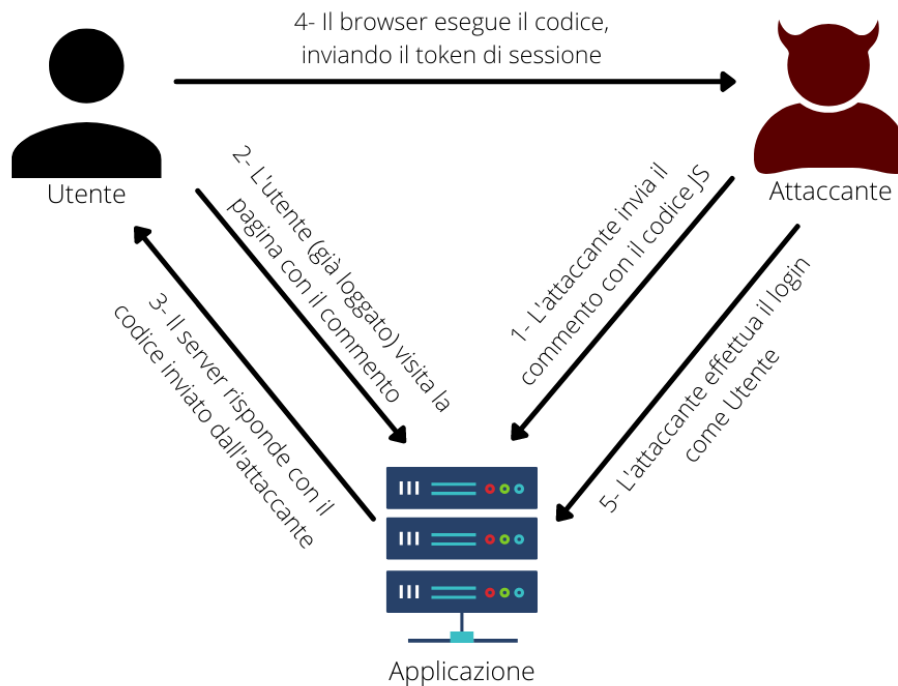 4- Il browser esegue il codice,
inviando il token di sessione
Utente
Attaccante
2- L'utente (già loggato) visita la
pagina con il commento
1- L'attaccante invia il
commento con il codice JS
3- Il server risponde con il
codice inviato dall'attaccante
5- L'attaccante effettua il login
come Utente
Applicazione